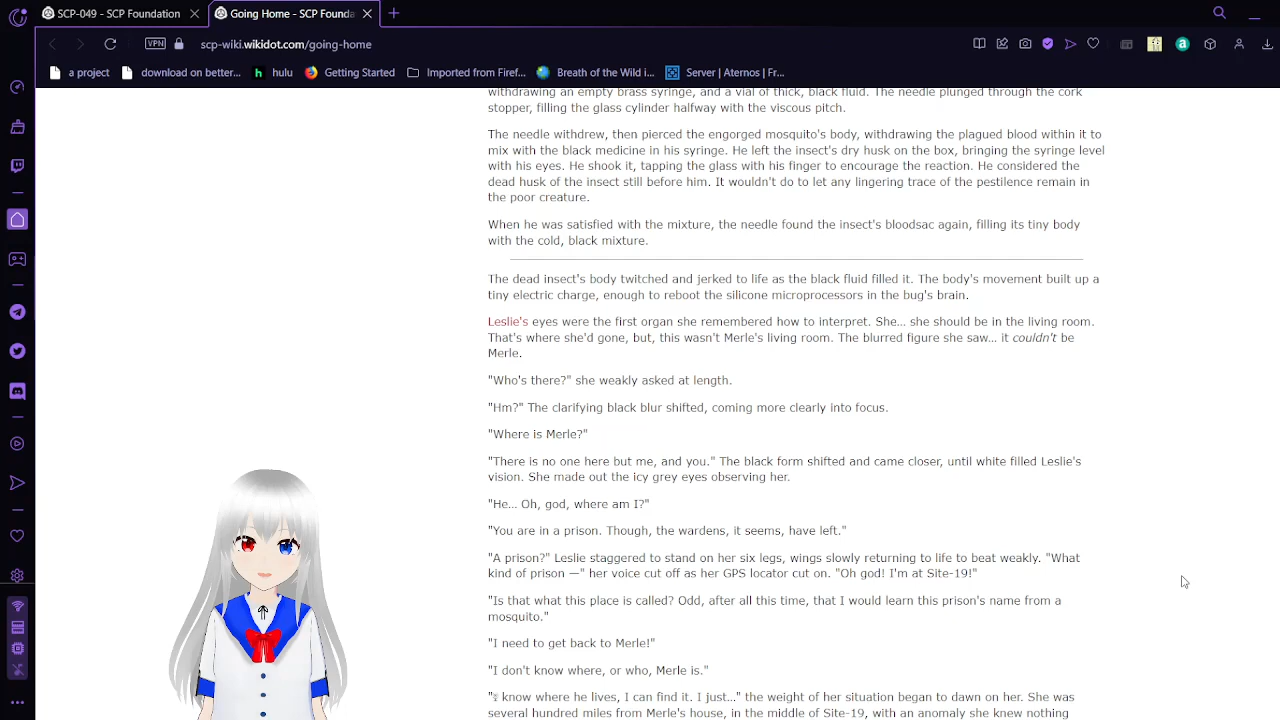 SCP-049 - SCP Foundation
Going Home - SCP Founda
VPN
scp-wiki.wikidot.com/going-home
a project
download on better...
h hulu
Getting Started
Imported from Firef...
Breath of the Wild i...
Server | Aternos | Fr...
withdrawing an empty brass syringe, and a vial of thick, black fluid. The needle plunged through the cork
stopper, filling the glass cylinder halfway with the viscous pitch.
The needle withdrew, then pierced the engorged mosquito's body, withdrawing the plagued blood within it to
mix with the black medicine in his syringe. He left the insect's dry husk on the box, bringing the syringe level
with his eyes. He shook it, tapping the glass with his finger to encourage the reaction. He considered the
dead husk of the insect still before him. It wouldn't do to let any lingering trace of the pestilence remain in
the poor creature.
When he was satisfied with the mixture, the needle found the insect's bloodsac again, filling its tiny body
with the cold, black mixture.
The dead insect's body twitched and jerked to life as the black fluid filled it. The body's movement built up a
tiny electric charge, enough to reboot the silicone microprocessors in the bug's brain.
Leslie's eyes were the first organ she remembered how to interpret. She... she should be in the living room.
That's where she'd gone, but, this wasn't Merle's living room. The blurred figure she saw... it couldn't be
Merle.
"Who's there?" she weakly asked at length.
"Hm?" The clarifying black blur shifted, coming more clearly into focus.
"Where is Merle?"
"There is no one here but me, and you." The black form shifted and came closer, until white filled Leslie's
vision. She made out the icy grey eyes observing her.
"He... Oh, god, where am I?"
"You are in a prison. Though, the wardens, it seems, have left."
"A prison?" Leslie staggered to stand on her six legs, wings slowly returning to life to beat weakly. "What
kind of prison —" her voice cut off as her GPS locator cut on. "Oh god! I'm at Site-19!"
"Is that what this place is called? Odd, after all this time, that I would learn this prison's name from a
mosquito."
"I need to get back to Merle!"
"I don't know where, or who, Merle is."
"I know where he lives, I can find it. I just..." the weight of her situation began to dawn on her. She was
several hundred miles from Merle's house, in the middle of Site-19, with an anomaly she knew nothing